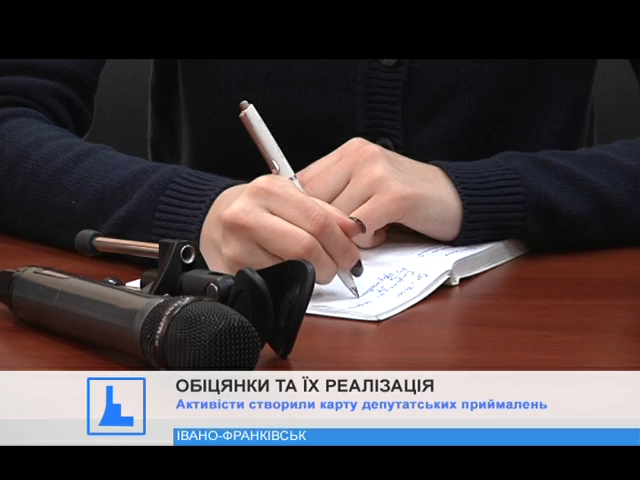 ОБІЦЯНКИ ТА ЇХ РЕАЛІЗАЦІЯ
Активісти створили карту депутатських приймалень
ІВАНО-ФРАНКІВСЬК